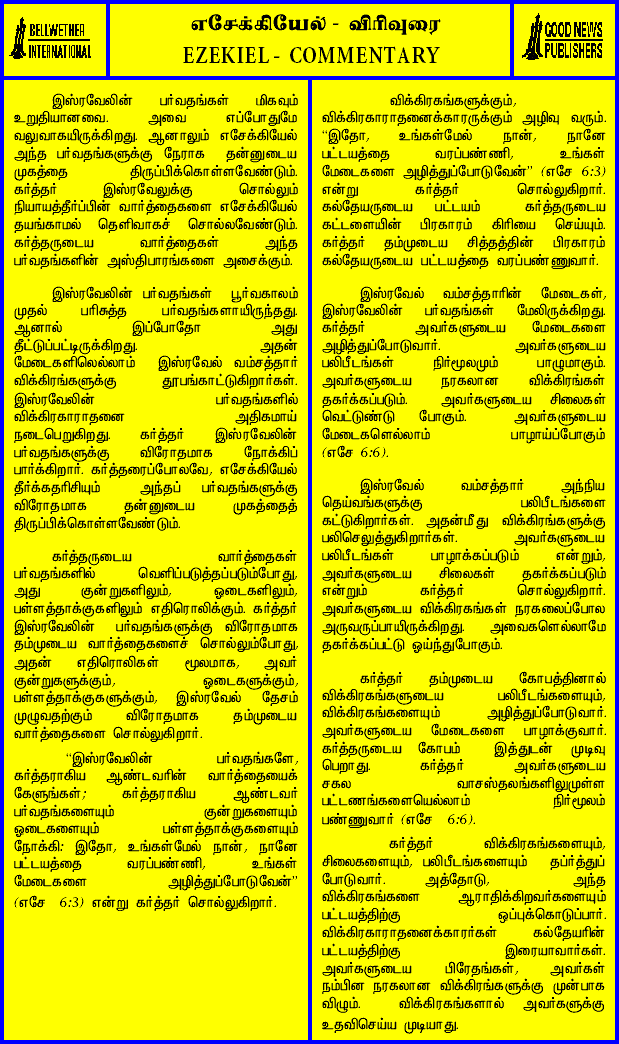 BELLWETHER
INTERNATIONAL
எசேக்கியேல் - விரிவுரை
EZEKIEL - COMMENTARY
GOOD NEWS
PUBLISHERS
இஸ்ரவேலின் பர்வதங்கள் மிகவும்
உறுதியானவை. அவை எப்போதுமே
வலுவாகயிருக்கிறது. ஆனாலும் எசேக்கியேல்
அந்த பர்வதங்களுக்கு நேராக தன்னுடைய
முகத்தை திருப்பிக்கொள்ளவேண்டும்.
கர்த்தர் இஸ்ரவேலுக்கு சொல்லும்
நியாயத்தீர்ப்பின் வார்த்தைகளை எசேக்கியேல்
தயங்காமல் தெளிவாகச் சொல்லவேண்டும்.
கர்த்தருடைய வார்த்தைகள் அந்த
பர்வதங்களின் அஸ்திபாரங்களை அசைக்கும்.
இஸ்ரவேலின் பர்வதங்கள் பூர்வகாலம்
முதல் பரிசுத்த பர்வதங்களாயிருந்தது.
ஆனால் இப்போதோ அது
தீட்டுப்பட்டிருக்கிறது. அதன்
மேடைகளிலெல்லாம் இஸ்ரவேல் வம்சத்தார்
விக்கிரங்களுக்கு தூபங்காட்டுகிறார்கள்.
இஸ்ரவேலின் பர்வதங்களில்
விக்கிரகாராதனை அதிகமாய்
நடைபெறுகிறது. கர்த்தர் இஸ்ரவேலின்
பர்வதங்களுக்கு விரோதமாக நோக்கிப்
பார்க்கிறார். கர்த்தரைப்போலவே, எசேக்கியேல்
தீர்க்கதரிசியும் அந்தப் பர்வதங்களுக்கு
விரோதமாக தன்னுடைய முகத்தைத்
திருப்பிக்கொள்ளவேண்டும்.
கர்த்தருடைய வார்த்தைகள்
பர்வதங்களில் வெளிப்படுத்தப்படும்போது,
அது குன்றுகளிலும், ஓடைகளிலும்,
பள்ளத்தாக்குகளிலும் எதிரொலிக்கும். கர்த்தர்
இஸ்ரவேலின் பர்வதங்களுக்கு விரோதமாக
தம்முடைய வார்த்தைகளைச் சொல்லும்போது,
அதன் எதிரொலிகள் மூலமாக, அவர்
குன்றுகளுக்கும், ஓடைகளுக்கும்,
பள்ளத்தாக்குகளுக்கும், இஸ்ரவேல் தேசம்
முழுவதற்கும் விரோதமாக தம்முடைய
வார்த்தைகளை சொல்லுகிறார்.
“இஸ்ரவேலின் பர்வதங்களே,
கர்த்தராகிய ஆண்டவரின் வார்த்தையைக்
கேளுங்கள்; கர்த்தராகிய ஆண்டவர்
பர்வதங்களையும் குன்றுகளையும்
ஓடைகளையும் பள்ளத்தாக்குகளையும்
நோக்கி: இதோ, உங்கள்மேல் நான், நானே
பட்டயத்தை வரப்பண்ணி, உங்கள்
மேடைகளை அழித்துப்போடுவேன்”
(எசே 6:3) என்று கர்த்தர் சொல்லுகிறார்.
விக்கிரகங்களுக்கும்,
விக்கிரகாராதனைக்காரருக்கும் அழிவு வரும்.
“இதோ, உங்கள்மேல் நான், நானே
பட்டயத்தை வரப்பண்ணி, உங்கள்
மேடைகளை அழித்துப்போடுவேன்” (எசே 6:3)
என்று கர்த்தர் சொல்லுகிறார்.
கல்தேயருடைய பட்டயம் கர்த்தருடைய
கட்டளையின் பிரகாரம் கிரியை செய்யும்.
கர்த்தர் தம்முடைய சித்தத்தின் பிரகாரம்
கல்தேயருடைய பட்டயத்தை வரப்பண்ணுவார்.
இஸ்ரவேல் வம்சத்தாரின் மேடைகள்,
இஸ்ரவேலின் பர்வதங்கள் மேலிருக்கிறது.
கர்த்தர் அவர்களுடைய மேடைகளை
அழித்துப்போடுவார். அவர்களுடைய
பலிபீடங்கள் நிர்மூலமும் பாழுமாகும்.
அவர்களுடைய நரகலான விக்கிரங்கள்
தகர்க்கப்படும். அவர்களுடைய சிலைகள்
வெட்டுண்டு போகும். அவர்களுடைய
மேடைகளெல்லாம் பாழாய்ப்போகும்
(எசே 6:6).
இஸ்ரவேல் வம்சத்தார் அந்நிய
தெய்வங்களுக்கு பலிபீடங்களை
கட்டுகிறார்கள். அதன்மீது விக்கிரங்களுக்கு
பலிசெலுத்துகிறார்கள். அவர்களுடைய
பலிபீடங்கள் பாழாக்கப்படும் என்றும்,
அவர்களுடைய சிலைகள் தகர்க்கப்படும்
என்றும் கர்த்தர் சொல்லுகிறார்.
அவர்களுடைய விக்கிரகங்கள் நரகலைப்போல
அருவருப்பாயிருக்கிறது. அவைகளெல்லாமே
தகர்க்கப்பட்டு ஓய்ந்துபோகும்.
கர்த்தர் தம்முடைய கோபத்தினால்
விக்கிரகங்களுடைய பலிபீடங்களையும்,
விக்கிரகங்களையும் அழித்துப்போடுவார்.
அவர்களுடைய மேடைகளை பாழாக்குவார்.
கர்த்தருடைய கோபம் இத்துடன் முடிவு
பெறாது. கர்த்தர் அவர்களுடைய
சகல வாசஸ்தலங்களிலுமுள்ள
பட்டணங்களையெல்லாம் நிர்மூலம்
பண்ணுவார் (எசே 6:6).
கர்த்தர் விக்கிரகங்களையும்,
சிலைகளையும், பலிபீடங்களையும் தப்ர்த்துப்
போடுவார். அத்தோடு, அந்த
விக்கிரகங்களை ஆராதிக்கிறவர்களையும்
பட்டயத்திற்கு ஒப்புக்கொடுப்பார்.
விக்கிரகாராதனைக்காரர்கள் கல்தேயரின்
பட்டயத்திற்கு இரையாவார்கள்.
அவர்களுடைய பிரேதங்கள், அவர்கள்
நம்பின நரகலான விக்கிரங்களுக்கு முன்பாக
விழும். விக்கிரகங்களால் அவர்களுக்கு
உதவிசெய்ய முடியாது.